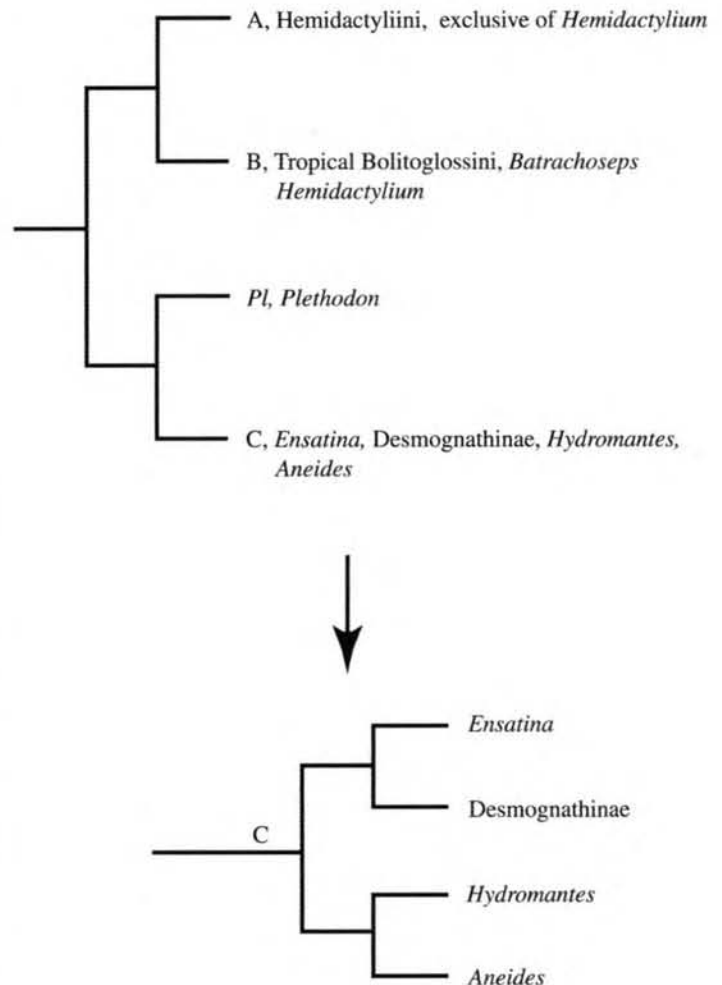 A, Hemidactyliini, exclusive of Hemidactylium
B, Tropical Bolitoglossini, Batrachoseps
Hemidactylium
Pl, Plethodon
C, Ensatina, Desmognathinae, Hydromantes,
Aneides
C
Ensatina
Desmognathinae
Hydromantes
Aneides